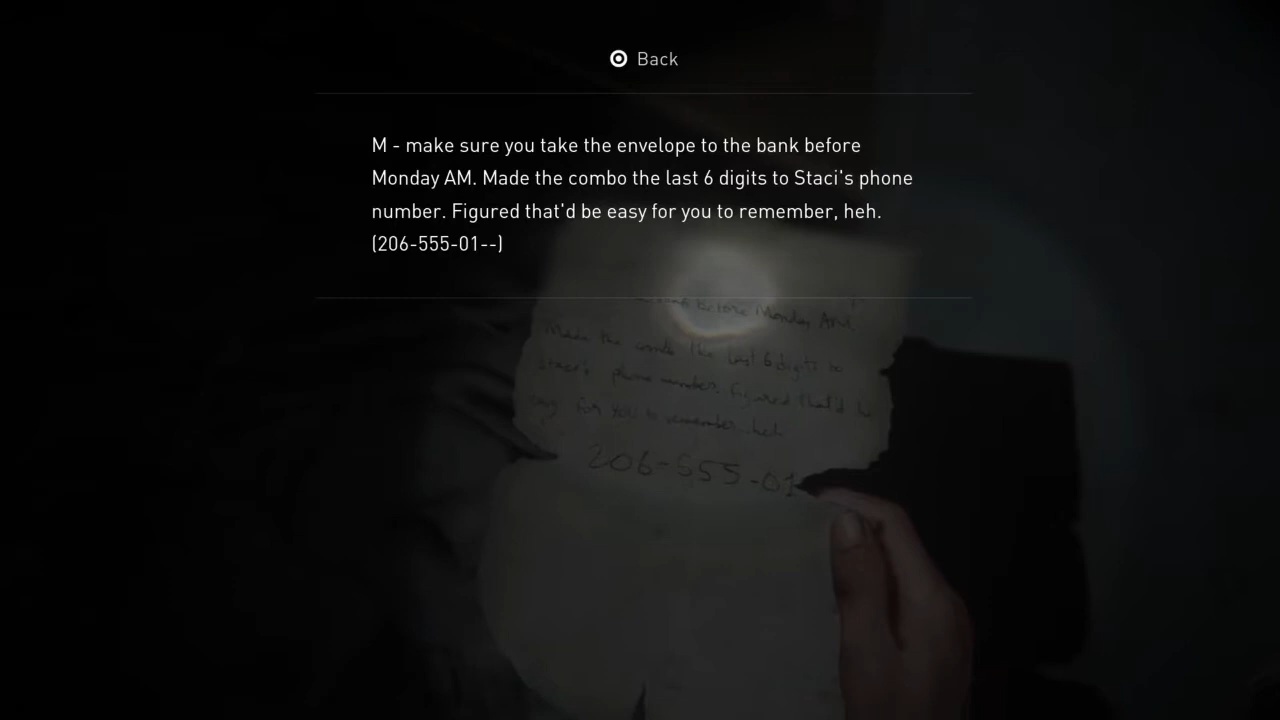 Back
M - make sure you take the envelope to the bank before
Monday AM. Made the combo the last 6 digits to Staci's phone
number. Figured that'd be easy for you to remember, heh.
(206-555-01--)
before Monday AM.
Made the combo the last 6 digits to
Staci's phone number. Figured that'd be
easy for you to remember, heh.
206-555-01